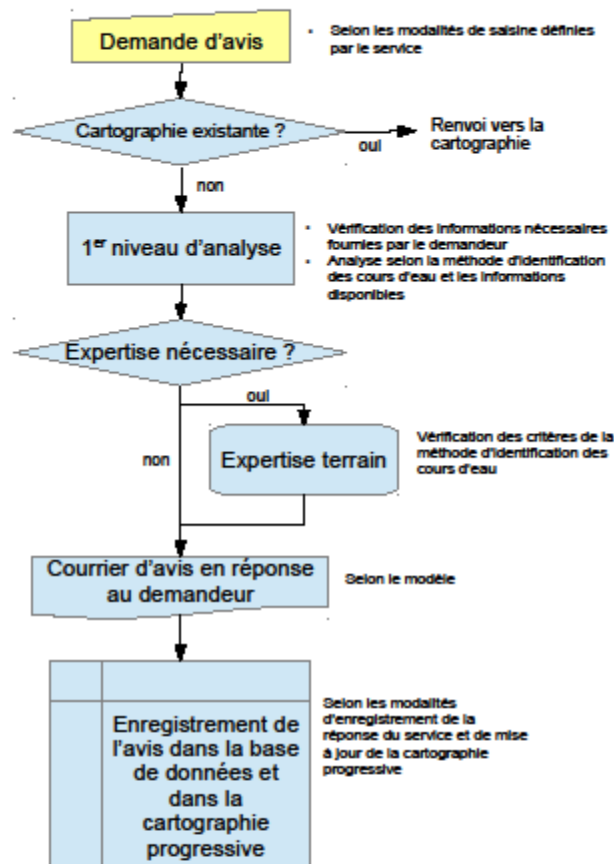 Demande d'avis
• Selon les modalités de saisine définies
par le service
Cartographie existante ?
oui
Renvoi vers la
cartographie
non
1er niveau d'analyse
• Vérification des informations nécessaires
fournies par le demandeur
• Analyse selon la méthode d'identification
des cours d'eau et les informations
disponibles
Expertise nécessaire ?
oui
non
Expertise terrain
Vérification des critères de la
méthode d'identification des
cours d'eau
Courrier d'avis en réponse
au demandeur
Selon le modèle
Enregistrement de
l'avis dans la base
de données et
dans la
cartographie
progressive
Selon les modalités
d'enregistrement de la
réponse du service et de mise
à jour de la cartographie
progressive